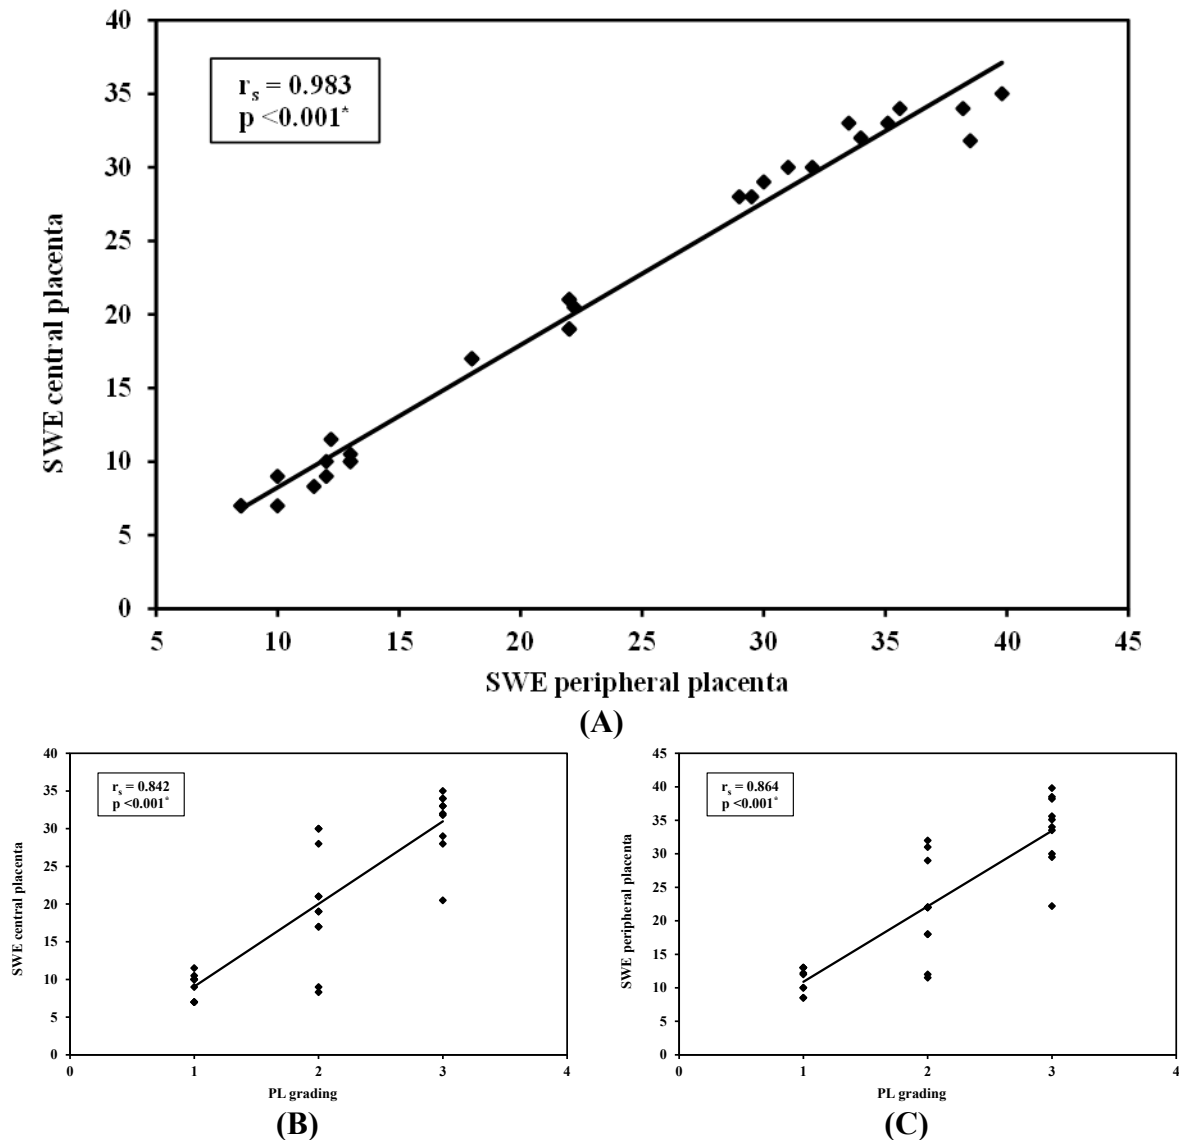 40
35
30
25
20
15
10
5
0
r_s = 0.983
p <0.001*
SWE central placenta
5 10 15 20 25 30 35 40 45
SWE peripheral placenta
(A)
40
35
30
25
20
15
10
5
0
r_s = 0.842
p <0.001*
SWE central placenta
0 1 2 3 4
PL grading
(B)
45
40
35
30
25
20
15
10
5
0
r_s = 0.864
p <0.001*
SWE peripheral placenta
0 1 2 3 4
PL grading
(C)